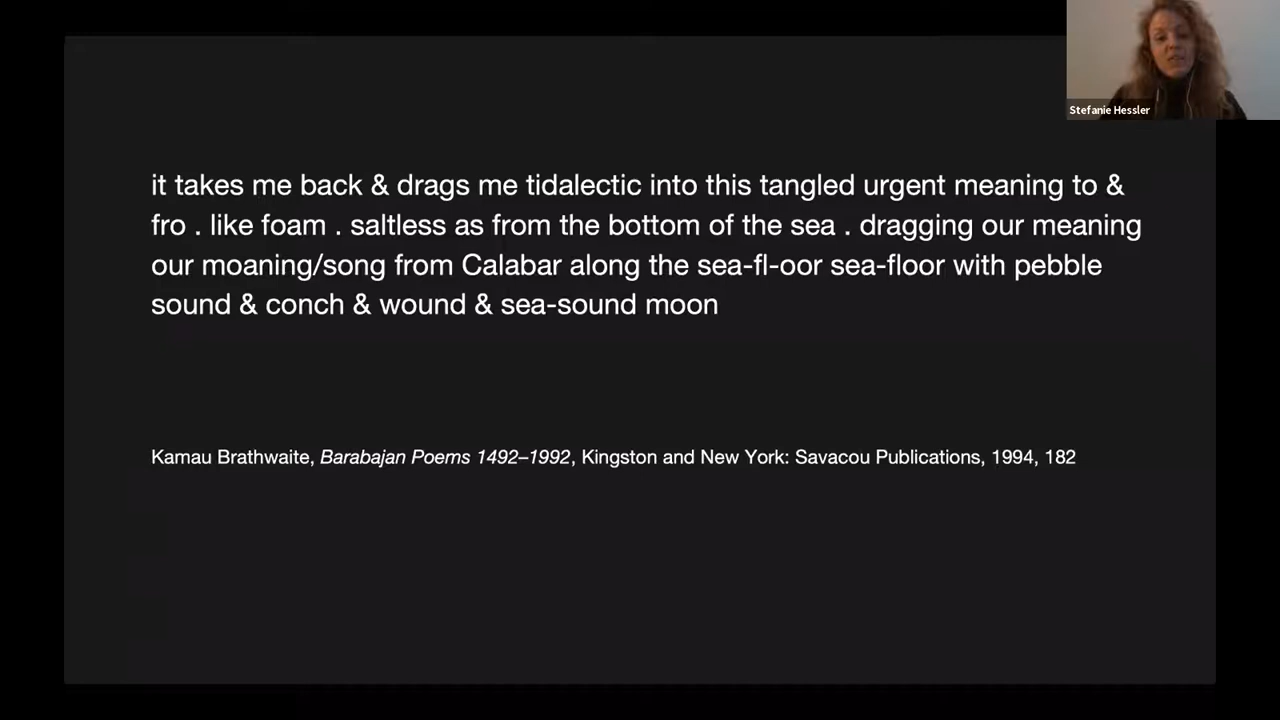 Stefanie Hessler
it takes me back & drags me tidalectic into this tangled urgent meaning to &
fro . like foam . saltless as from the bottom of the sea . dragging our meaning
our moaning/song from Calabar along the sea-fl-oor sea-floor with pebble
sound & conch & wound & sea-sound moon
Kamau Brathwaite, Barabajan Poems 1492–1992, Kingston and New York: Savacou Publications, 1994, 182